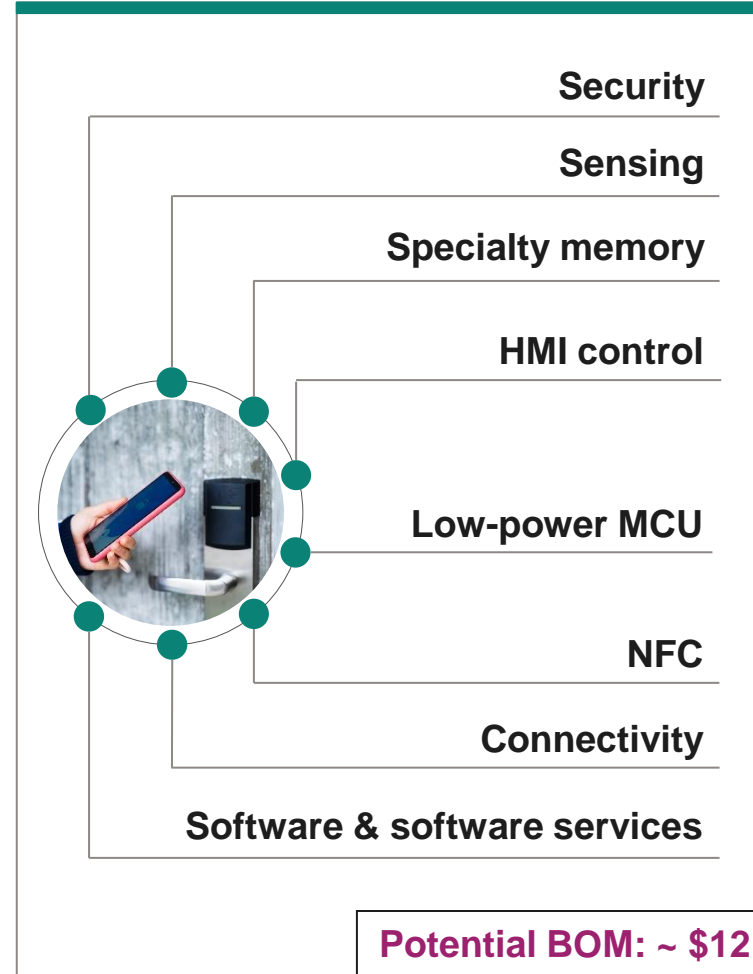 Security
Sensing
Specialty memory
HMI control
Low-power MCU
NFC
Connectivity
Software & software services
Potential BOM: ~ $12